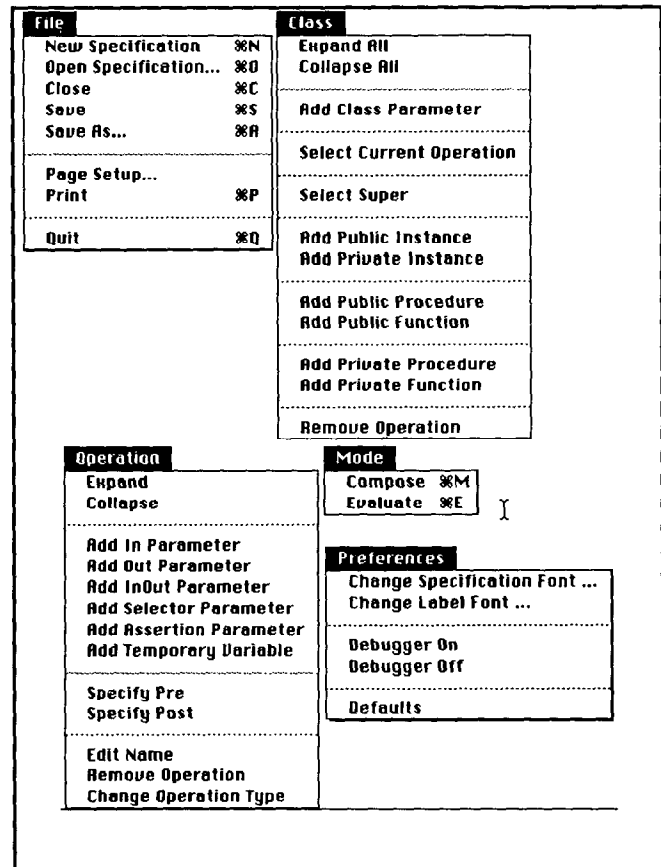 File
New Specification ⌘N
Open Specification... ⌘O
Close ⌘C
Save ⌘S
Save As... ⌘A
Page Setup...
Print ⌘P
Quit ⌘Q
Class
Expand All
Collapse All
Add Class Parameter
Select Current Operation
Select Super
Add Public Instance
Add Private Instance
Add Public Procedure
Add Public Function
Add Private Procedure
Add Private Function
Remove Operation
Operation
Expand
Collapse
Add In Parameter
Add Out Parameter
Add InOut Parameter
Add Selector Parameter
Add Assertion Parameter
Add Temporary Variable
Specify Pre
Specify Post
Edit Name
Remove Operation
Change Operation Type
Mode
Compose ⌘M
Evaluate ⌘E
Preferences
Change Specification Font ...
Change Label Font ...
Debugger On
Debugger Off
Defaults